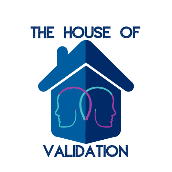 THE HOUSE OF
VALIDATION